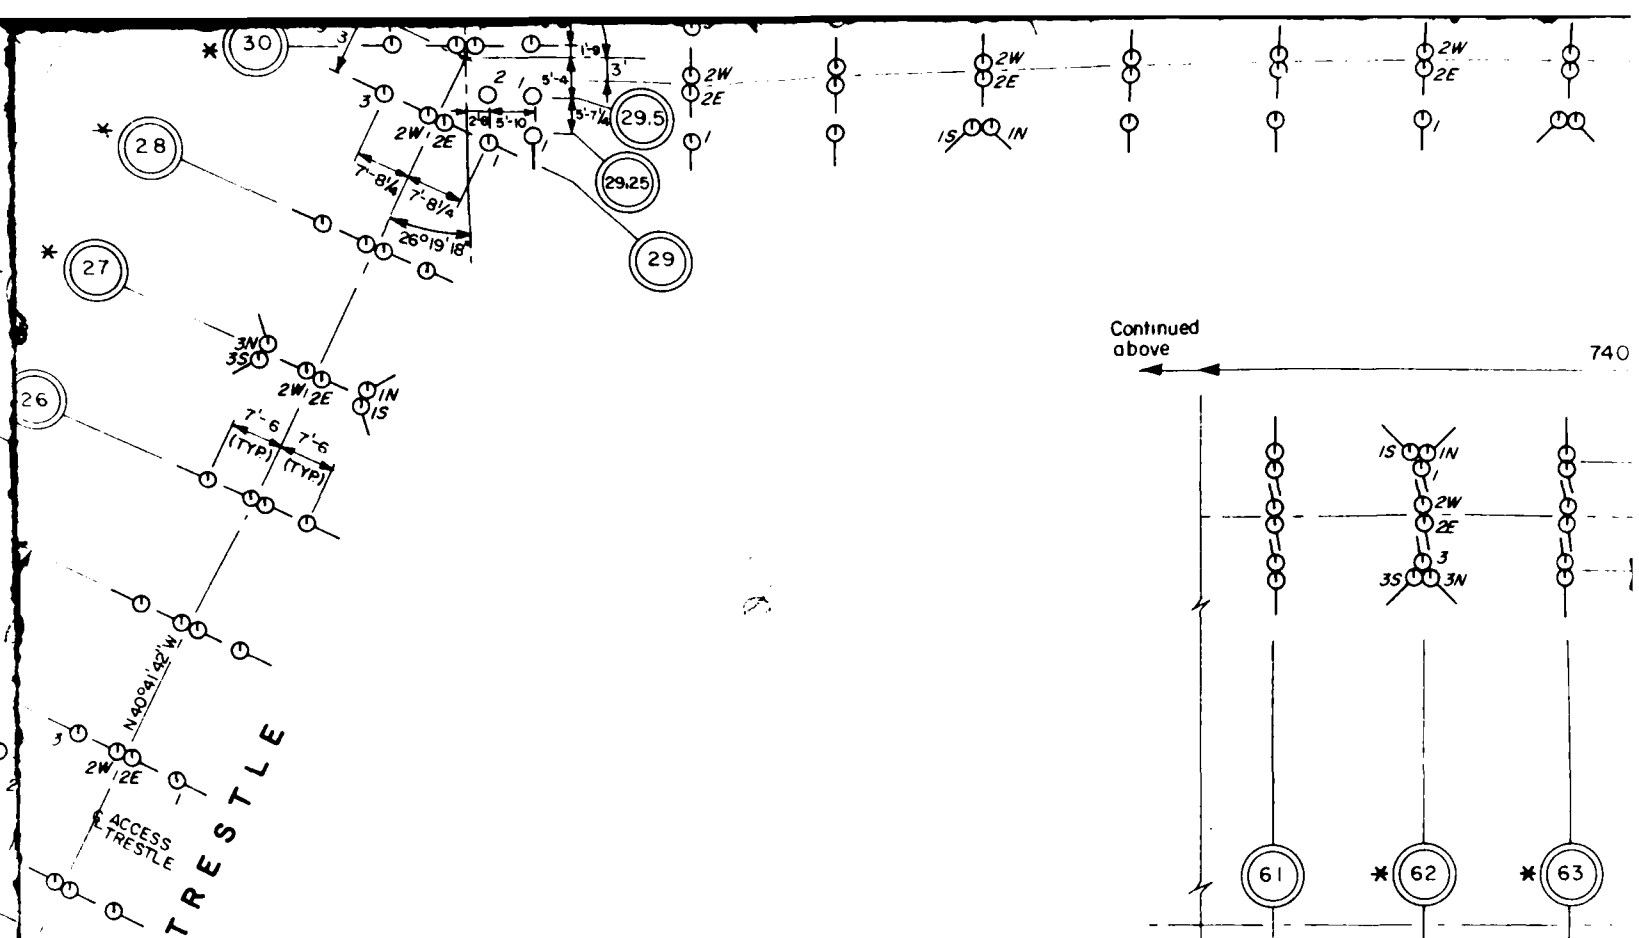 * 30
3
1'-9
3'
5'-4
2 1
3
2'-8 5'-10
5'-7¼
29.5
2W 2E
1 1
29.25
29
* 28
7'-8¼
7'-8¼
26°19'18"
* 27
3N
3S
2W 2E
1N
1S
26
7'-6
(TYP.)
7'-6
(TYP.)
N 40°41'42" W
3
2W 2E
1
2
℄ ACCESS
TRESTLE
TRESTLE
2W
2E
1
2W
2E
1S 1N
2W
2E
1
Continued
above
740
1S 1N
1
2W
2E
3
3S 3N
61
* 62
* 63